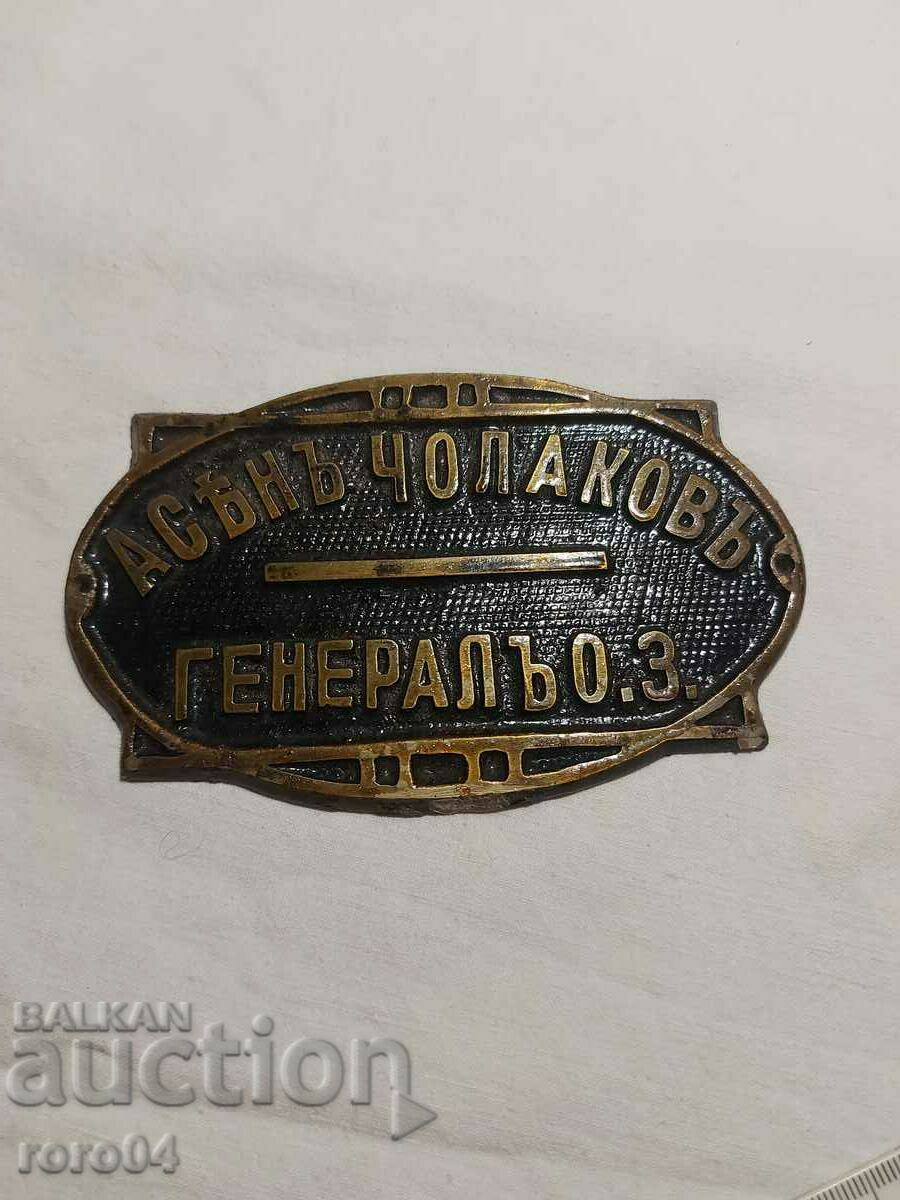 АСѢНЪ ЧОЛАКОВЪ
ГЕНЕРАЛЪ О.З.
BALKAN
auction
roro04